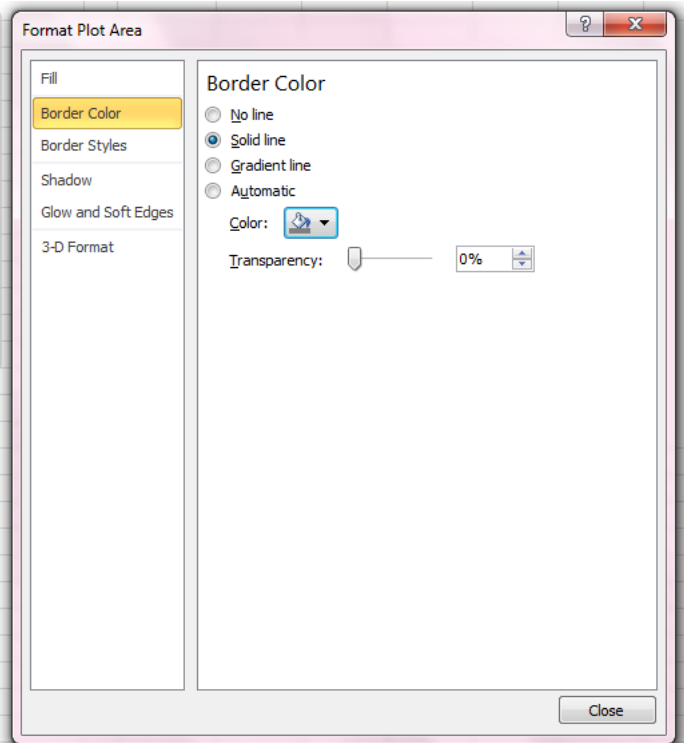 Format Plot Area
?
X
Fill
Border Color
Border Styles
Shadow
Glow and Soft Edges
3-D Format
Border Color
No line
Solid line
Gradient line
Automatic
Color:
Transparency: 0%
Close